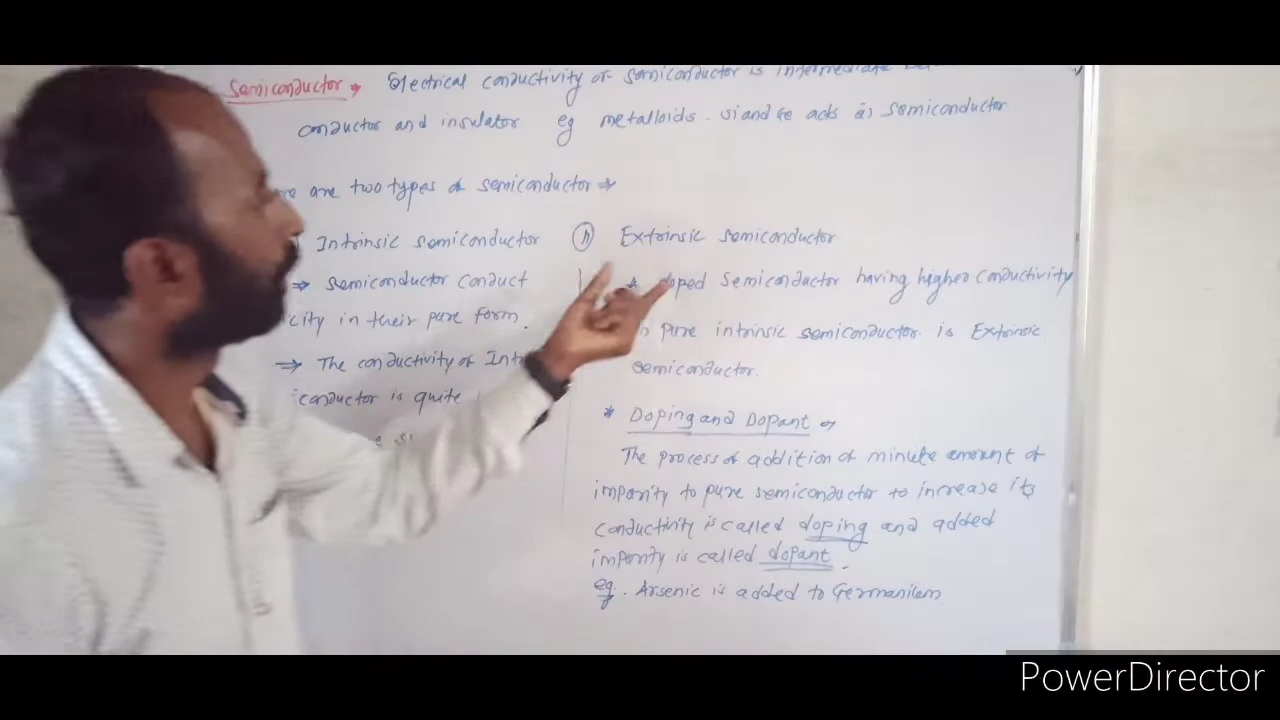 Semiconductor → Electrical conductivity of semiconductor is intermediate
conductor and insulator eg metalloids. Si and Ge acts as semiconductor
are two types of semiconductor →
Intrinsic semiconductor
→ semiconductor conduct
city in their pure form.
→ The conductivity of Intr
iconductor is quite
(ii) Extrinsic semiconductor
* doped semiconductor having higher conductivity
pure intrinsic semiconductor is Extrinsic
semiconductor.
* Doping and Dopant →
The process of addition of minute amount of
impurity to pure semiconductor to increase its
conductivity is called doping and added
impurity is called dopant.
eg. Arsenic is added to Germanium
PowerDirector